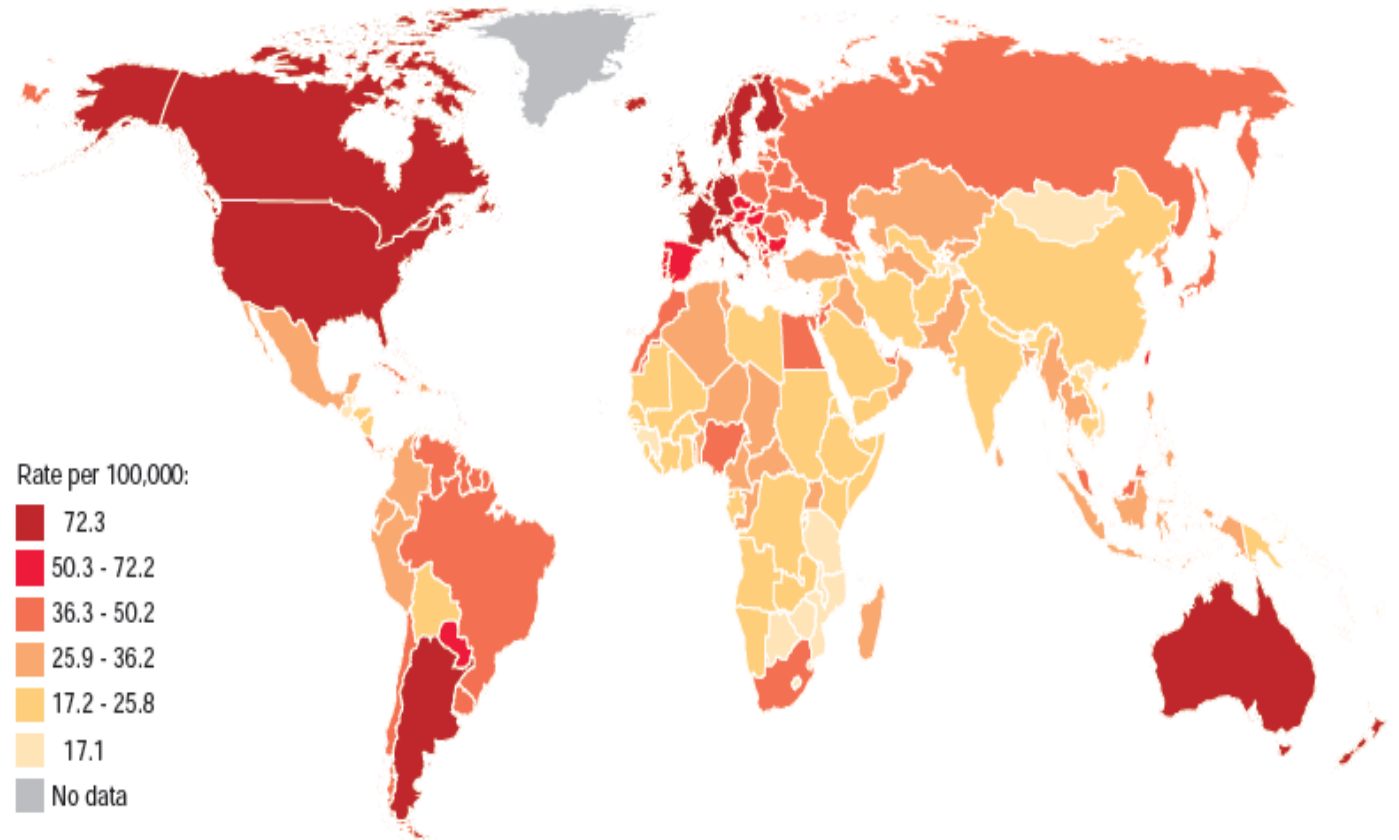 Rate per 100,000:
72.3
50.3 - 72.2
36.3 - 50.2
25.9 - 36.2
17.2 - 25.8
17.1
No data